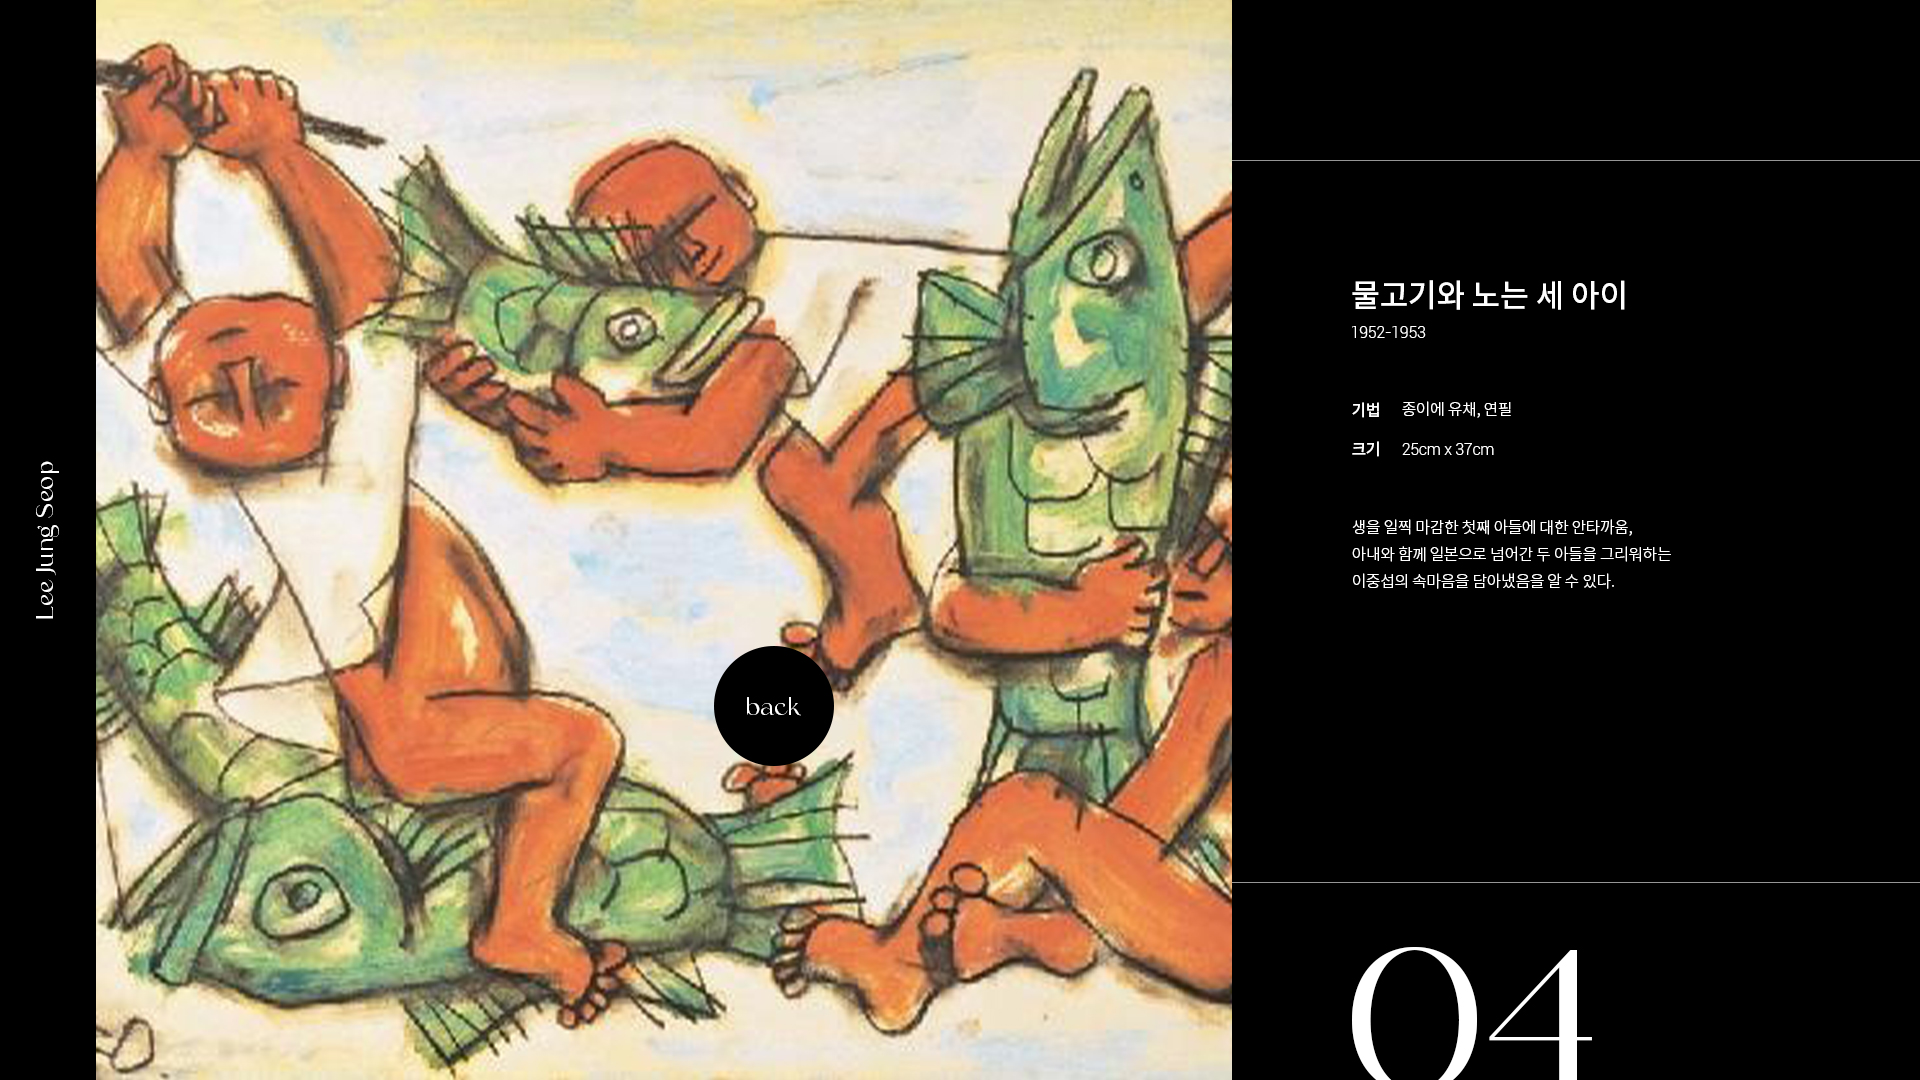 Lee Jung Seop
back
물고기와 노는 세 아이
1952-1953
기법 종이에 유채, 연필
크기 25cm x 37cm
생을 일찍 마감한 첫째 아들에 대한 안타까움,
아내와 함께 일본으로 넘어간 두 아들을 그리워하는
이중섭의 속마음을 담아냈음을 알 수 있다.
04